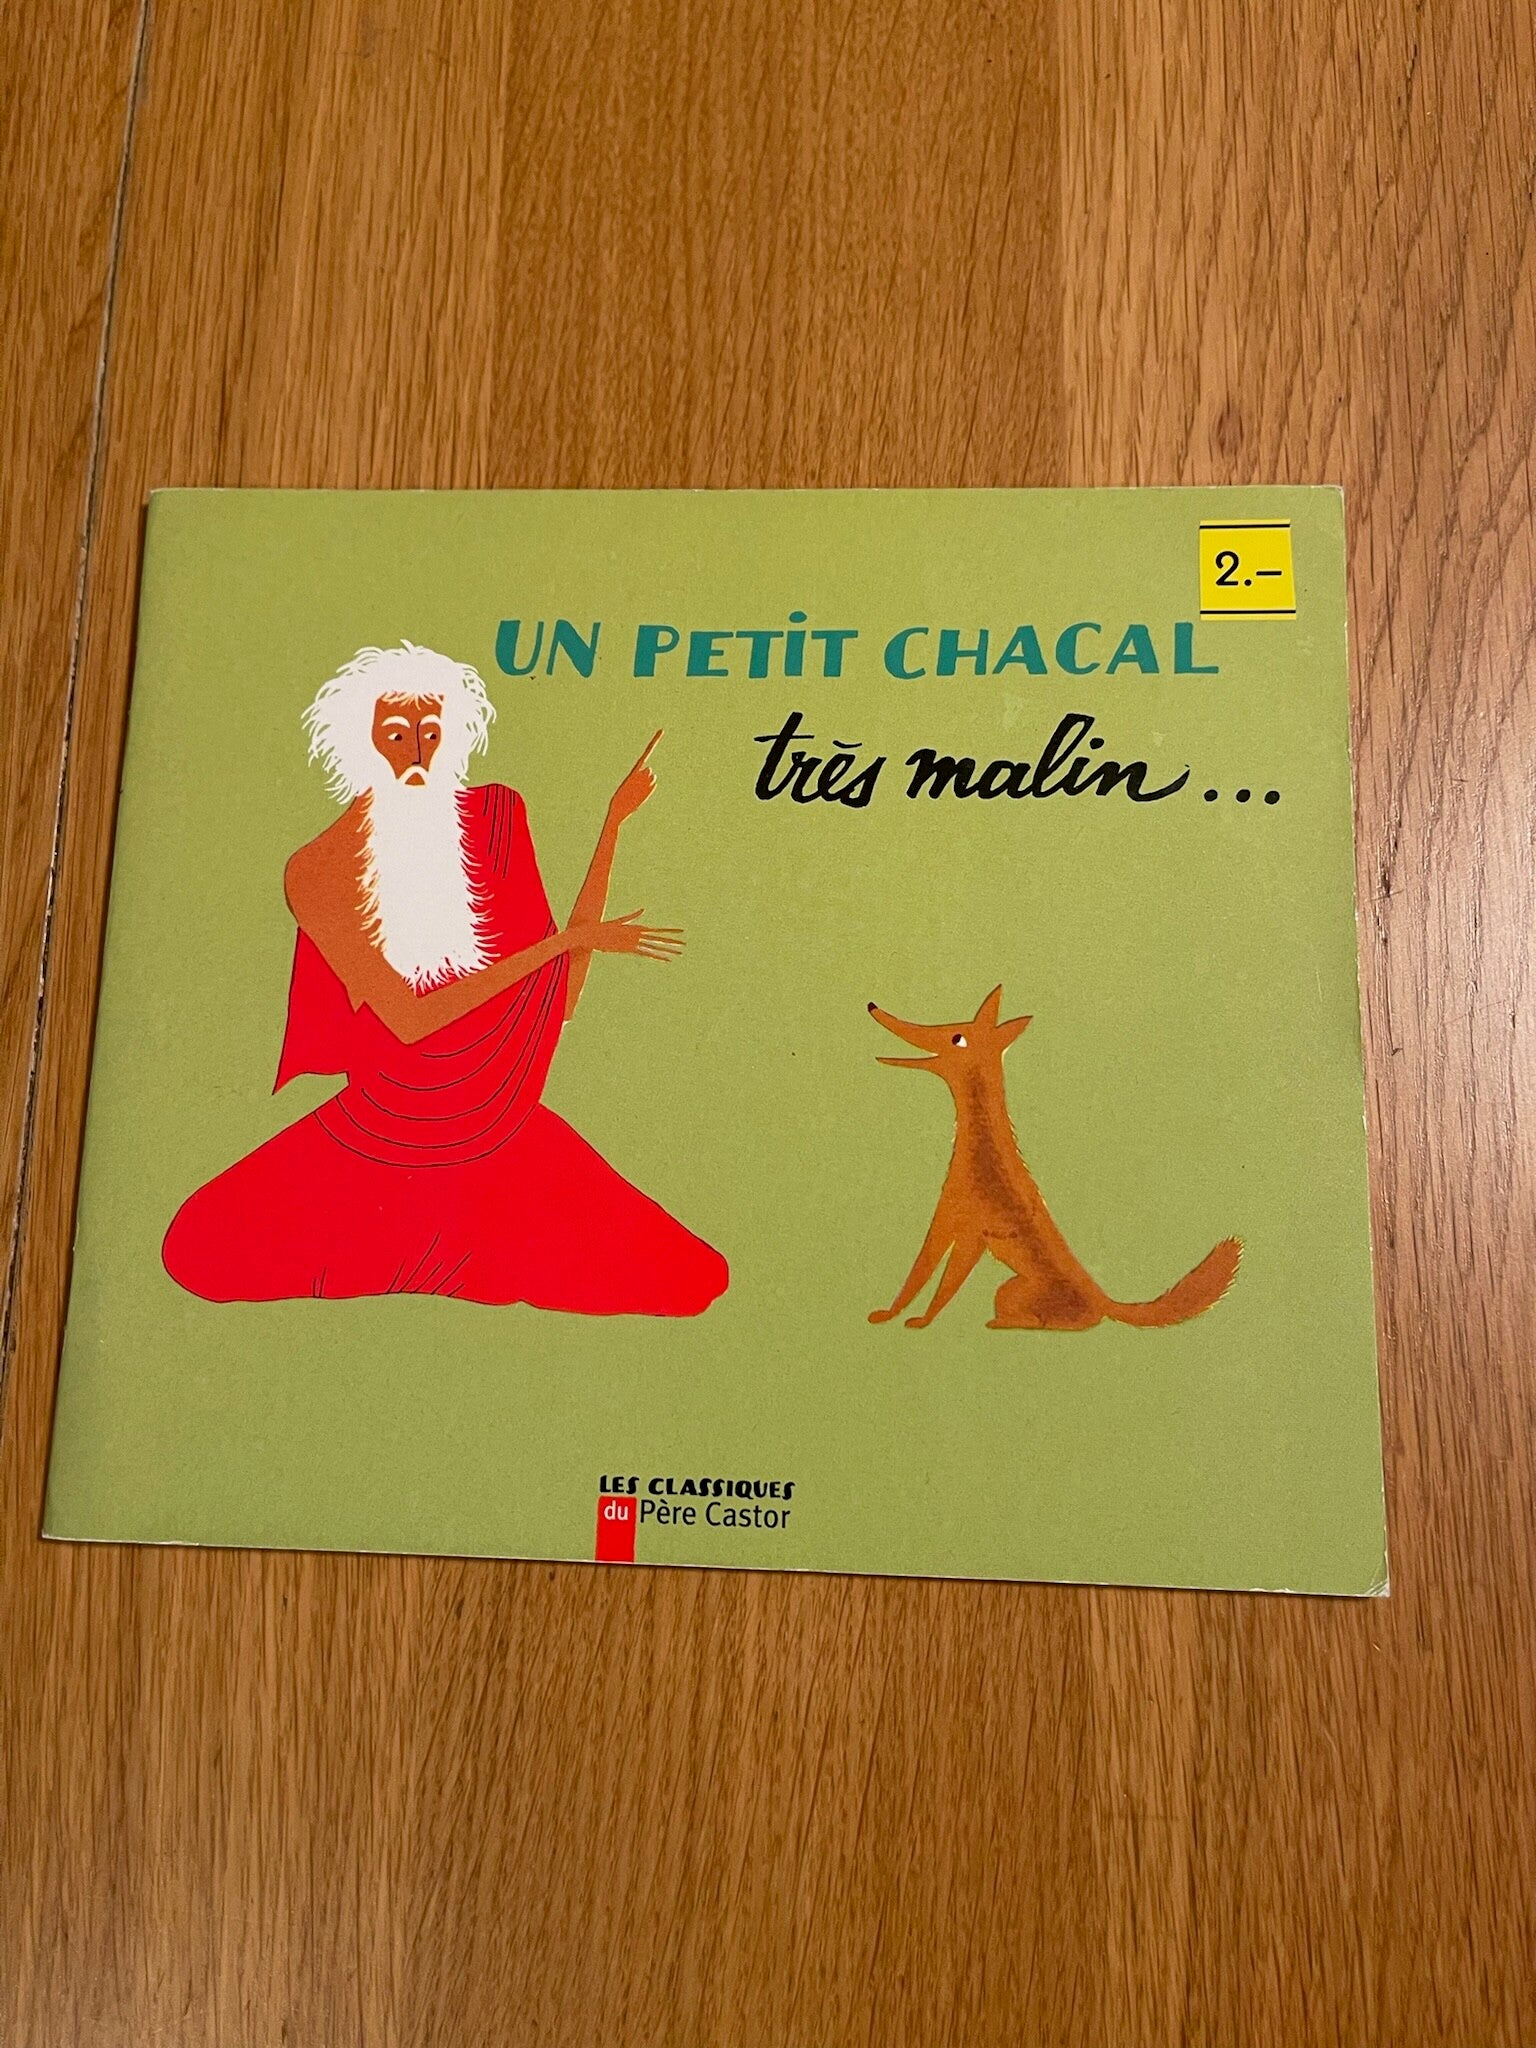 2.–
UN PETIT CHACAL
très malin...
LES CLASSIQUES
du Père Castor